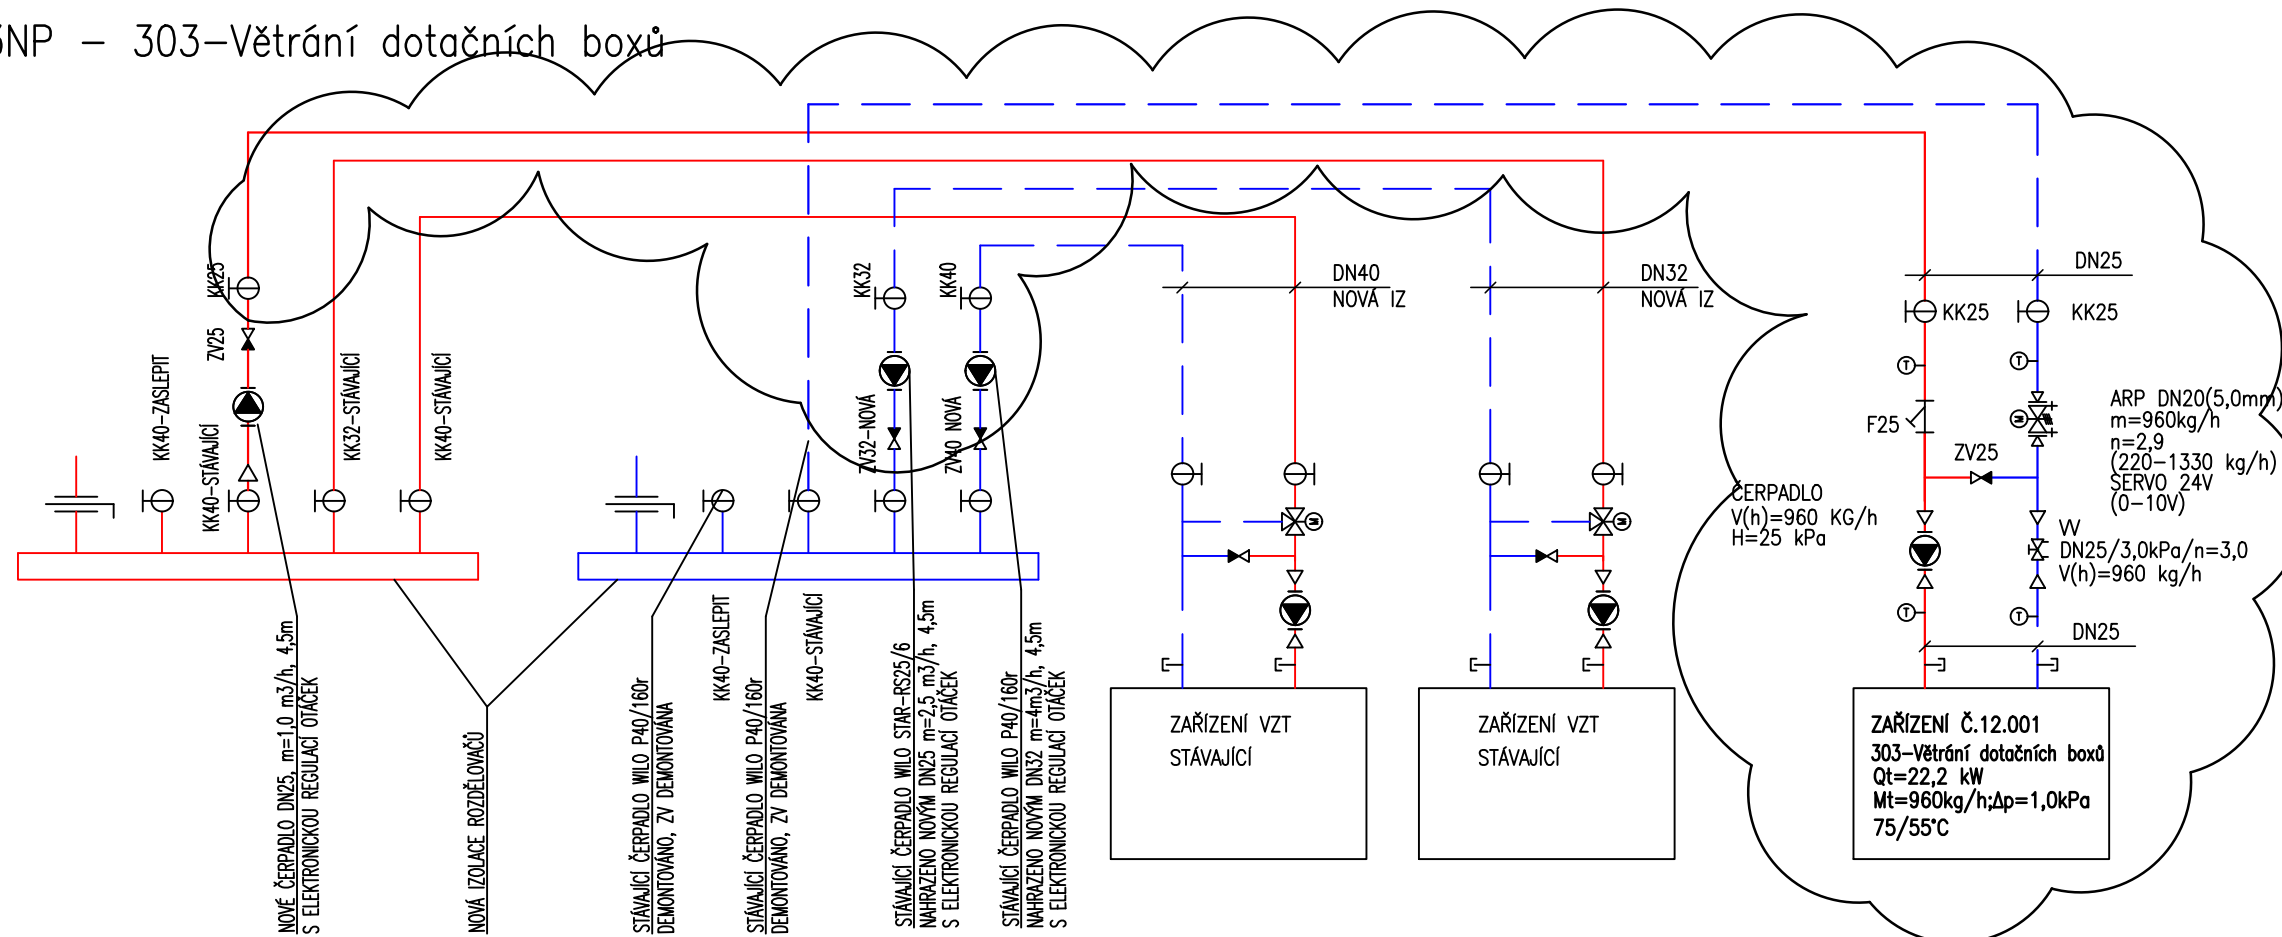 3NP – 303–Větrání dotačních boxů
KK25
ZV25
KK40–ZASLEPIT
KK40–STÁVAJÍCÍ
KK32–STÁVAJÍCÍ
KK40–STÁVAJÍCÍ
KK32
KK40
ZV32–NOVÁ
ZV40 NOVÁ
DN40
NOVÁ IZ
DN32
NOVÁ IZ
DN25
KK25
KK25
T
T
F25
M
ARP DN20(5,0mm)
m=960kg/h
n=2,9
(220–1330 kg/h)
SERVO 24V
(0–10V)
ZV25
ČERPADLO
V(h)=960 KG/h
H=25 kPa
VV
DN25/3,0kPa/n=3,0
V(h)=960 kg/h
M
M
T
T
DN25
NOVÉ ČERPADLO DN25, m=1,0 m3/h, 4,5m
S ELEKTRONICKOU REGULACÍ OTÁČEK
NOVÁ IZOLACE ROZDĚLOVAČŮ
STÁVAJÍCÍ ČERPADLO WILO P40/160r
DEMONTOVÁNO, ZV DEMONTOVÁNA
KK40–ZASLEPIT
STÁVAJÍCÍ ČERPADLO WILO P40/160r
DEMONTOVÁNO, ZV DEMONTOVÁNA
KK40–STÁVAJÍCÍ
STÁVAJÍCÍ ČERPADLO WILO STAR–RS25/6
NAHRAZENO NOVÝM DN25 m=2,5 m3/h, 4,5m
S ELEKTRONICKOU REGULACÍ OTÁČEK
STÁVAJÍCÍ ČERPADLO WILO P40/160r
NAHRAZENO NOVÝM DN32 m=4m3/h, 4,5m
S ELEKTRONICKOU REGULACÍ OTÁČEK
ZAŘÍZENÍ VZT
STÁVAJÍCÍ
ZAŘÍZENÍ VZT
STÁVAJÍCÍ
ZAŘÍZENÍ Č.12.001
303–Větrání dotačních boxů
Qt=22,2 kW
Mt=960kg/h;Δp=1,0kPa
75/55°C